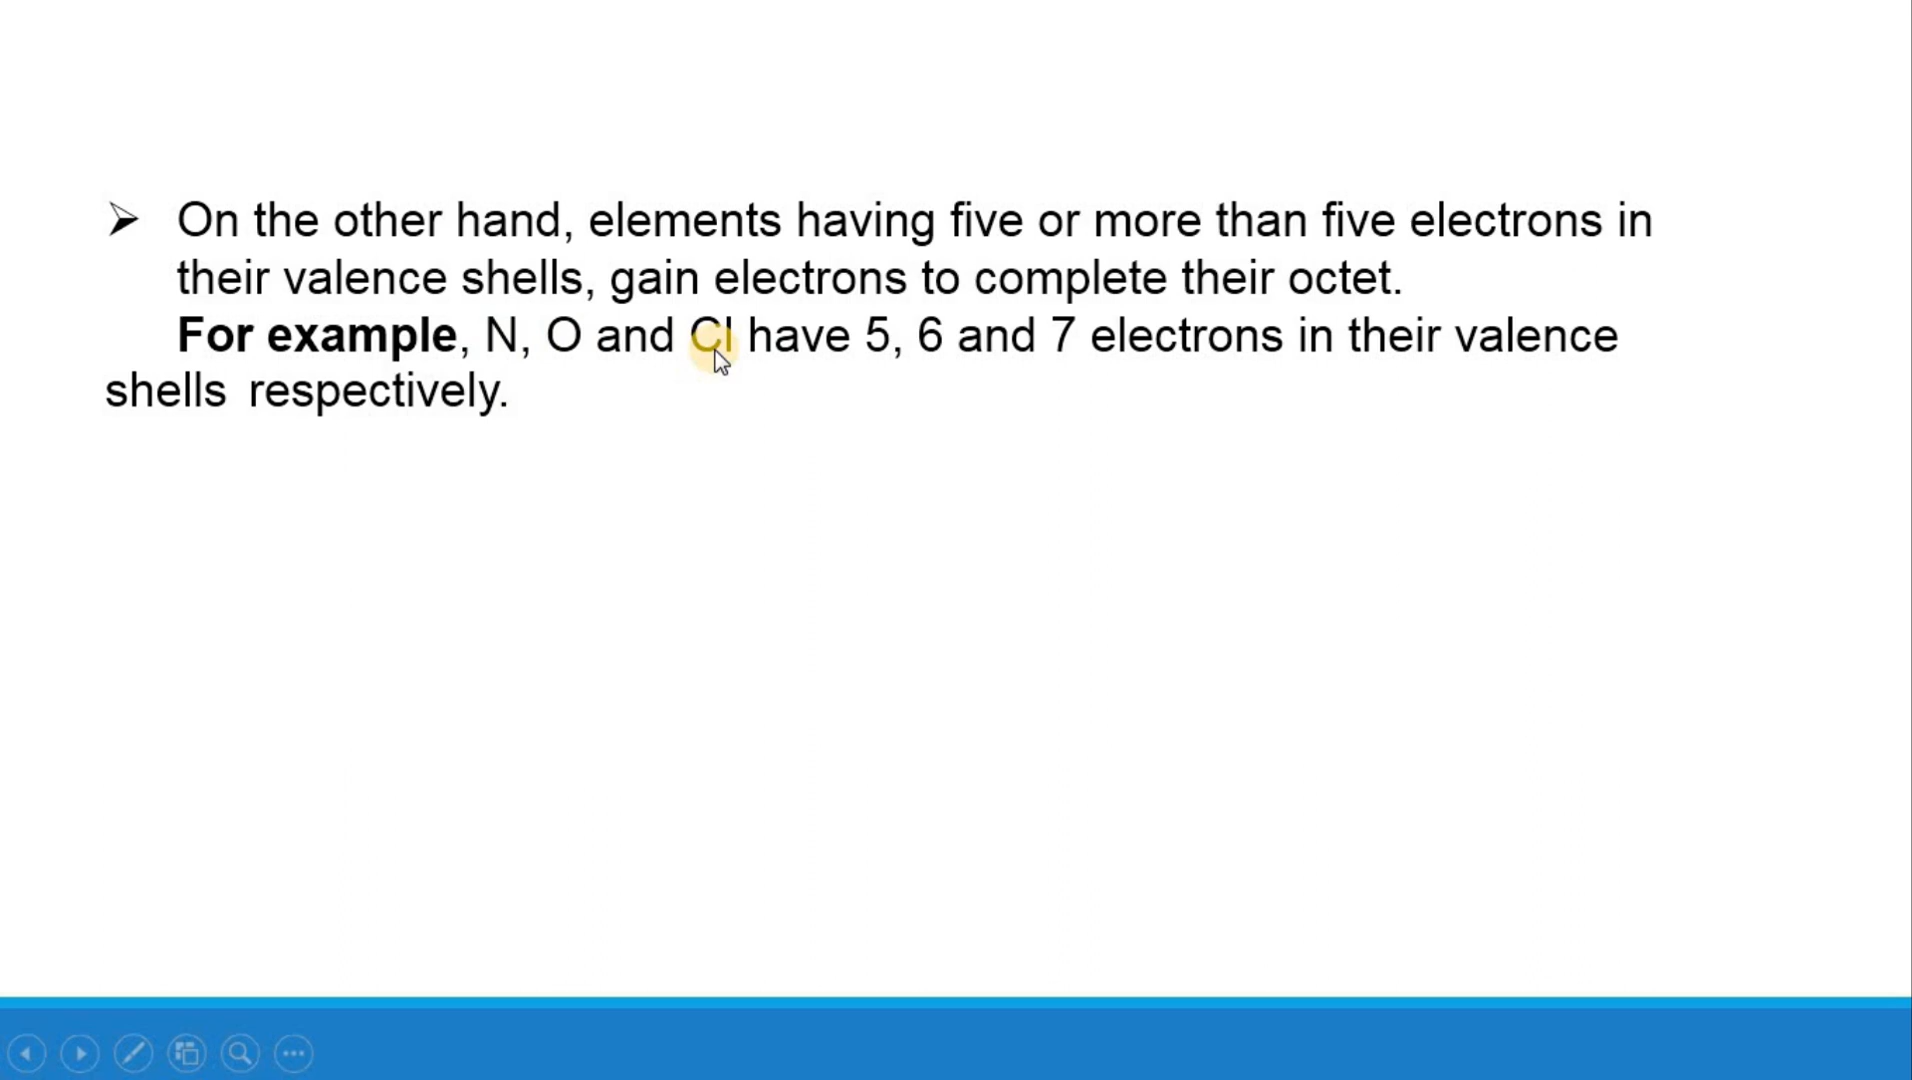 ➢ On the other hand, elements having five or more than five electrons in
their valence shells, gain electrons to complete their octet.
For example, N, O and Cl have 5, 6 and 7 electrons in their valence
shells respectively.